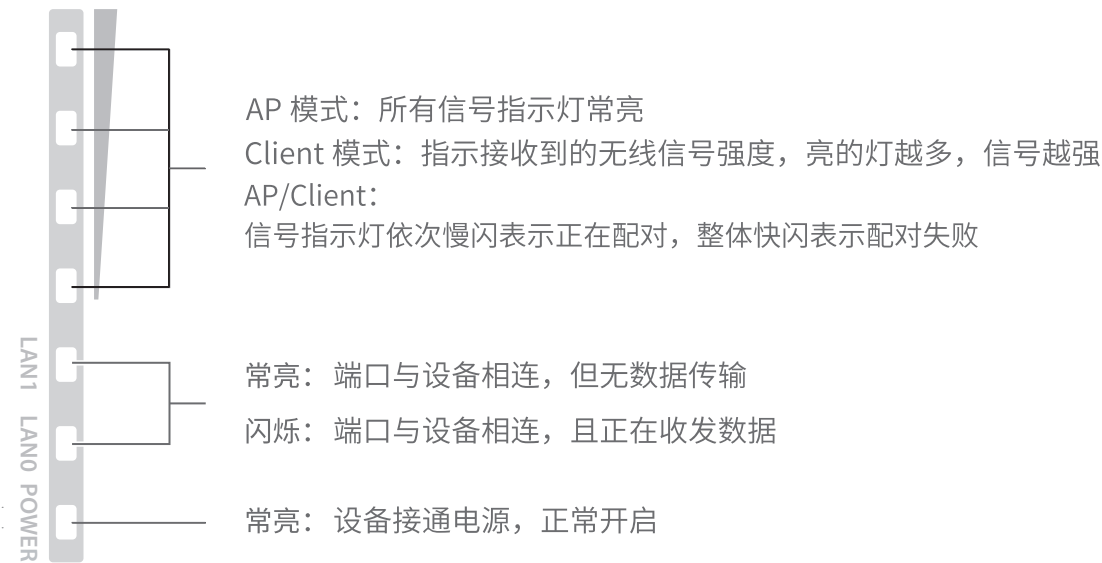 AP 模式：所有信号指示灯常亮
Client 模式：指示接收到的无线信号强度，亮的灯越多，信号越强
AP/Client：
信号指示灯依次慢闪表示正在配对，整体快闪表示配对失败
LAN1
常亮：端口与设备相连，但无数据传输
LAN0
闪烁：端口与设备相连，且正在收发数据
POWER
常亮：设备接通电源，正常开启